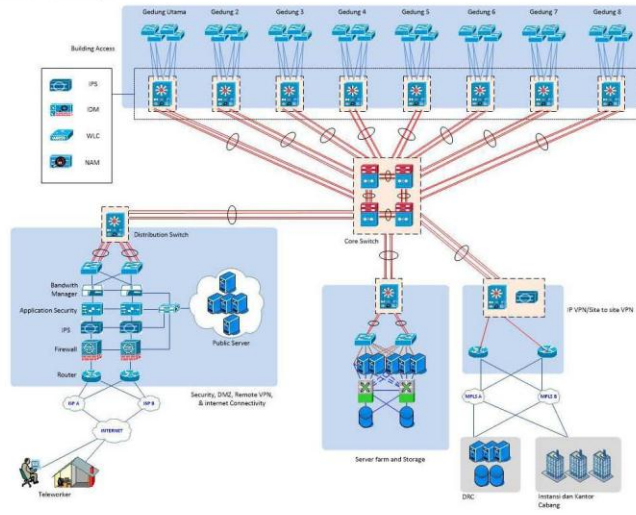 Gedung Utama
Gedung 2
Gedung 3
Gedung 4
Gedung 5
Gedung 6
Gedung 7
Gedung 8
Building Access
IPS
IDM
WLC
NAM
Core Switch
Distribution Switch
Bandwith
Manager
Application Security
IPS
Firewall
Router
Public Server
Security, DMZ, Remote VPN,
& internet Connectivity
INTERNET
Teleworker
Server farm and Storage
IP VPN/Site to site VPN
MPLS A
MPLS B
DRC
Instansi dan Kantor
Cabang